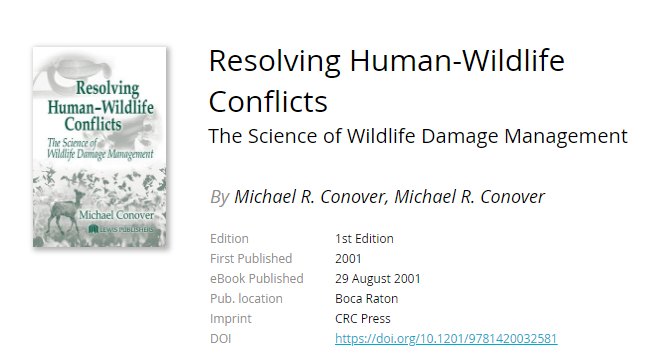 Resolving
Human–Wildlife
Conflicts
The Science of
Wildlife Damage Management
Michael Conover
LEWIS PUBLISHERS
Resolving Human-Wildlife
Conflicts
The Science of Wildlife Damage Management
By Michael R. Conover, Michael R. Conover
Edition 1st Edition
First Published 2001
eBook Published 29 August 2001
Pub. location Boca Raton
Imprint CRC Press
DOI https://doi.org/10.1201/9781420032581